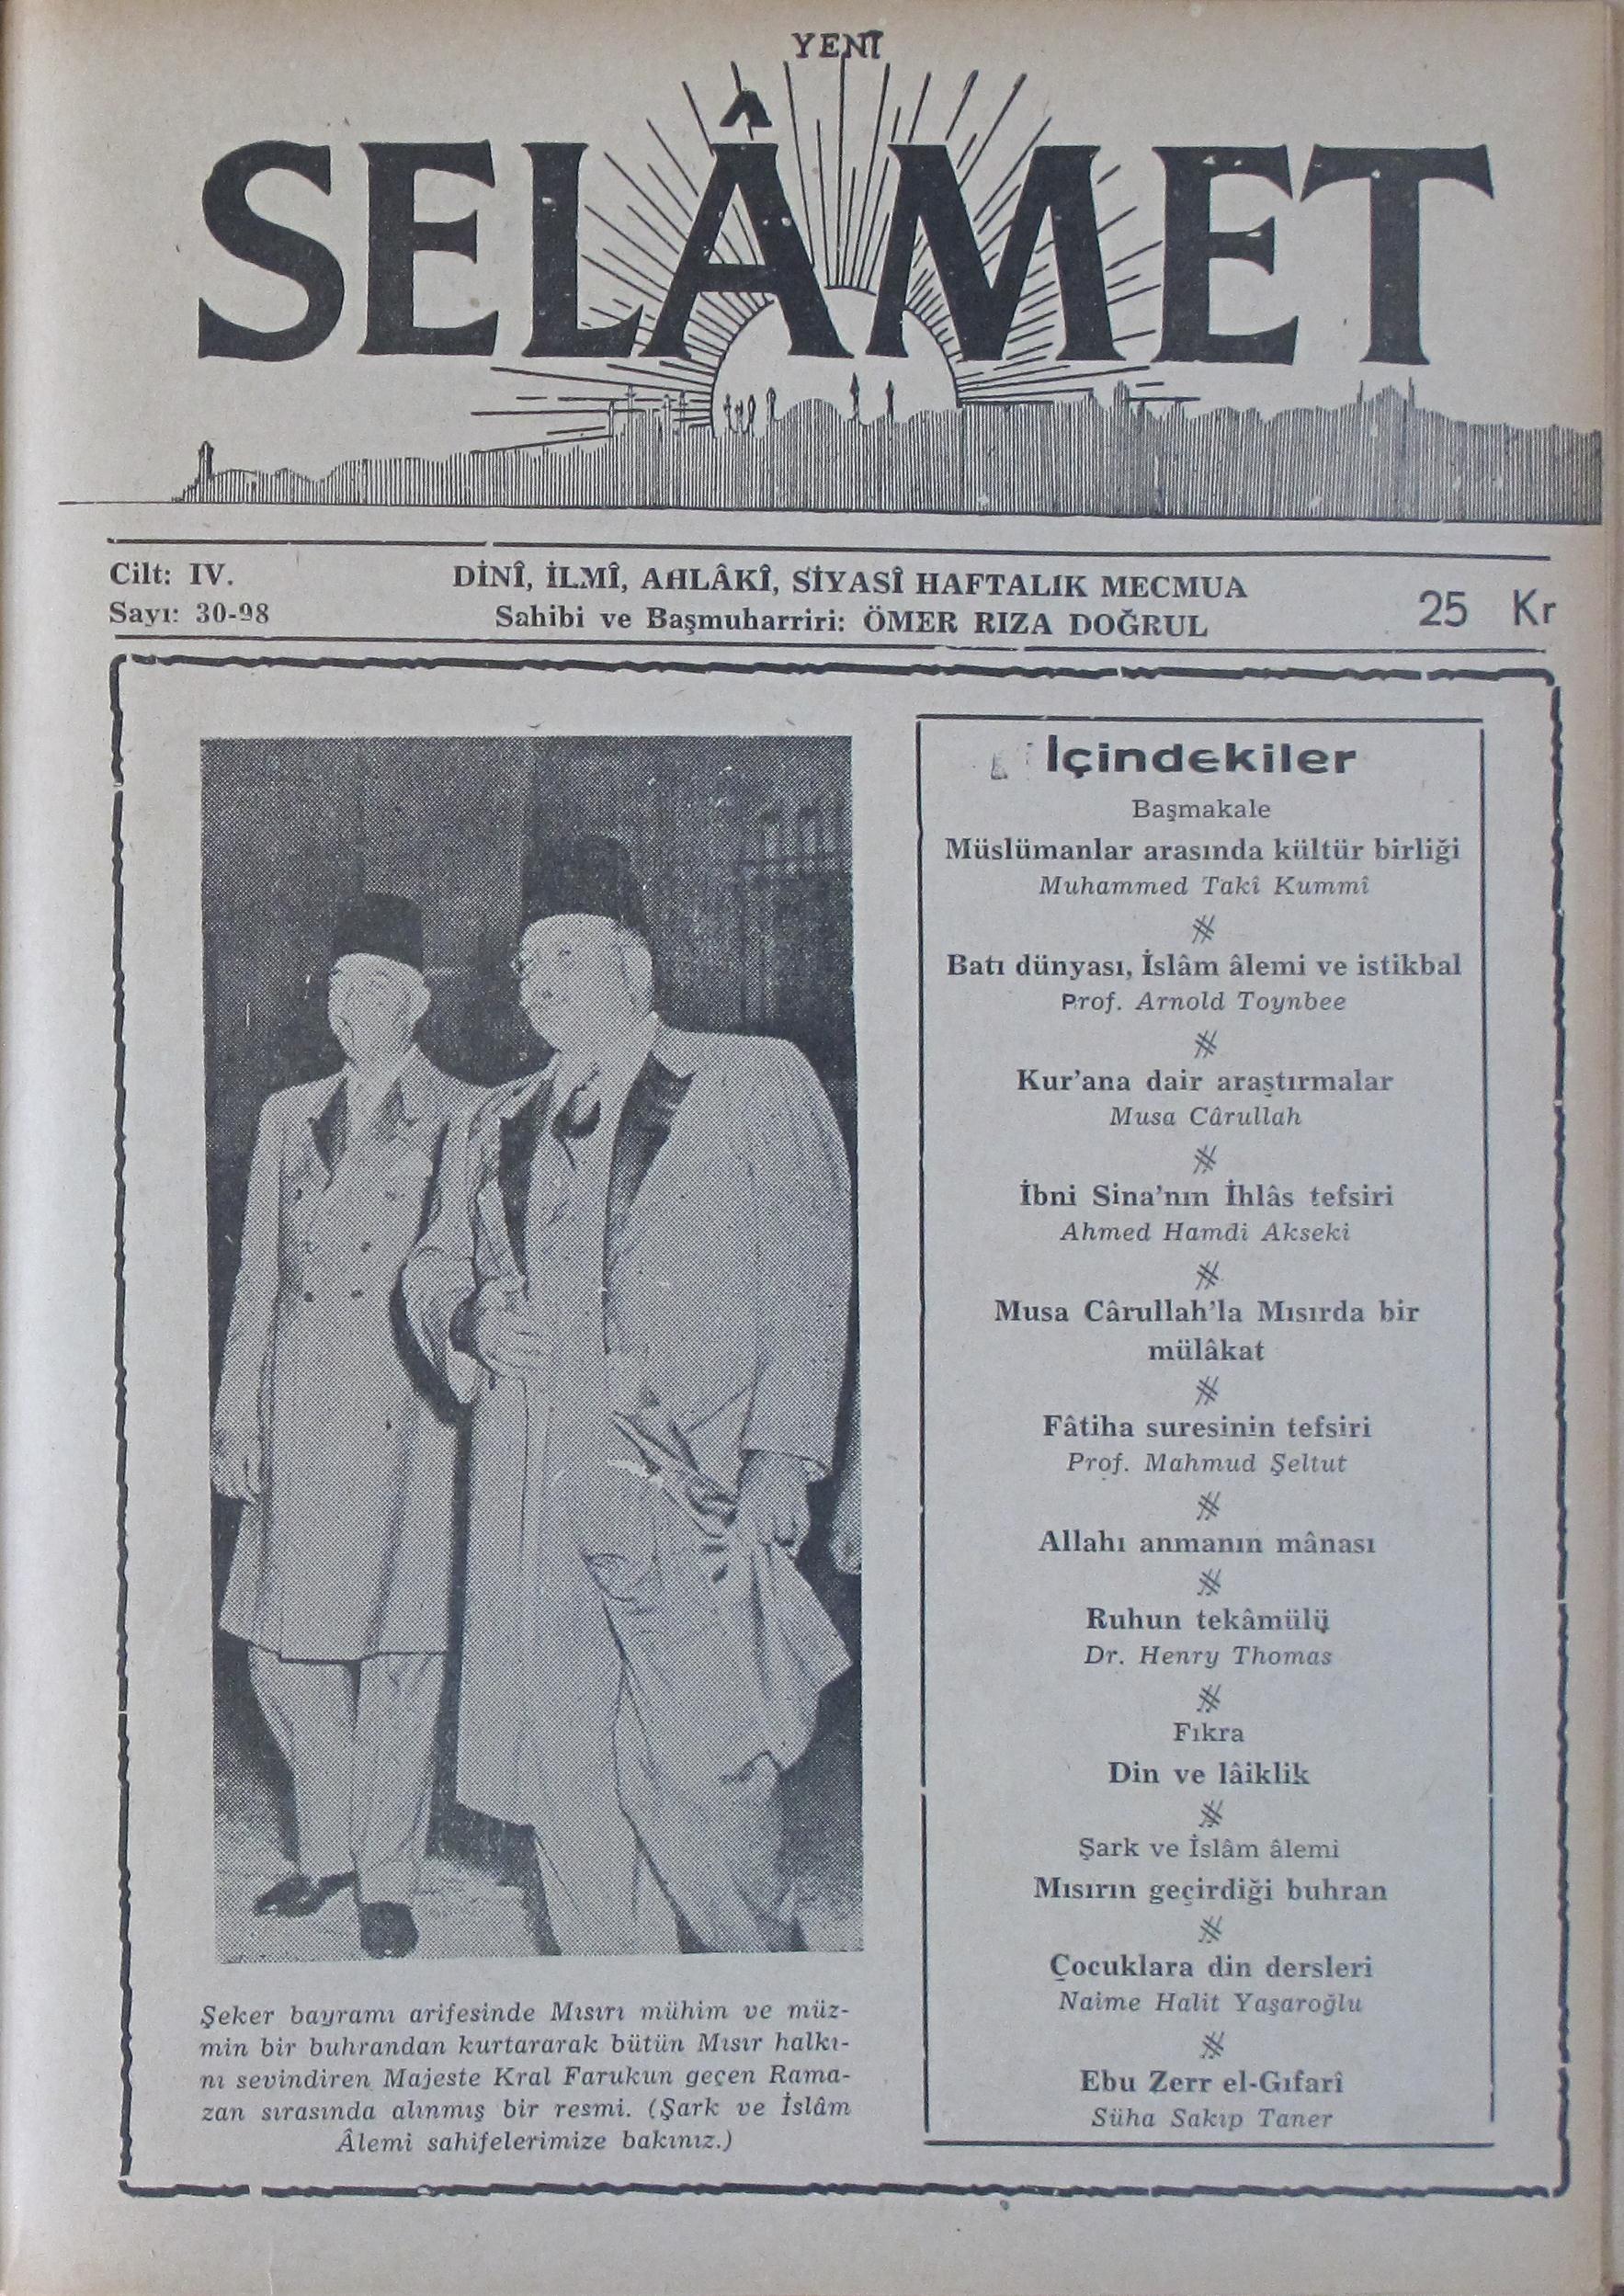 YENİ
SELÂMET
Cilt: IV.
Sayı: 30-98
DİNÎ, İLMÎ, AHLÂKÎ, SİYASÎ HAFTALIK MECMUA
Sahibi ve Başmuharriri: ÖMER RIZA DOĞRUL
25 Kr
Şeker bayramı arifesinde Mısırı mühim ve müz-
min bir buhrandan kurtararak bütün Mısır halkı-
nı sevindiren Majeste Kral Farukun geçen Rama-
zan sırasında alınmış bir resmi. (Şark ve İslâm
Âlemi sahifelerimize bakınız.)
İçindekiler
Başmakale
Müslümanlar arasında kültür birliği
Muhammed Takî Kummî
Batı dünyası, İslâm âlemi ve istikbal
Prof. Arnold Toynbee
Kur'ana dair araştırmalar
Musa Cârullah
İbni Sina'nın İhlâs tefsiri
Ahmed Hamdi Akseki
Musa Cârullah'la Mısırda bir
mülâkat
Fâtiha suresinin tefsiri
Prof. Mahmud Şeltut
Allahı anmanın mânası
Ruhun tekâmülü
Dr. Henry Thomas
Fıkra
Din ve lâiklik
Şark ve İslâm âlemi
Mısırın geçirdiği buhran
Çocuklara din dersleri
Naime Halit Yaşaroğlu
Ebu Zerr el-Gıfarî
Süha Sakıp Taner